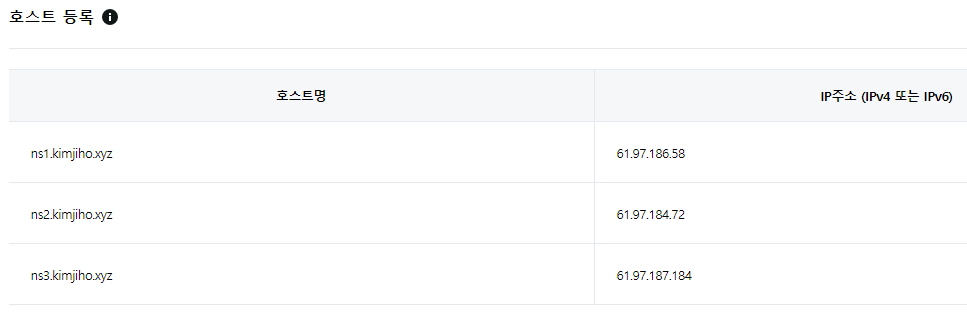 호스트 등록
호스트명 IP주소 (IPv4 또는 IPv6)
ns1.kimjiho.xyz 61.97.186.58
ns2.kimjiho.xyz 61.97.184.72
ns3.kimjiho.xyz 61.97.187.184